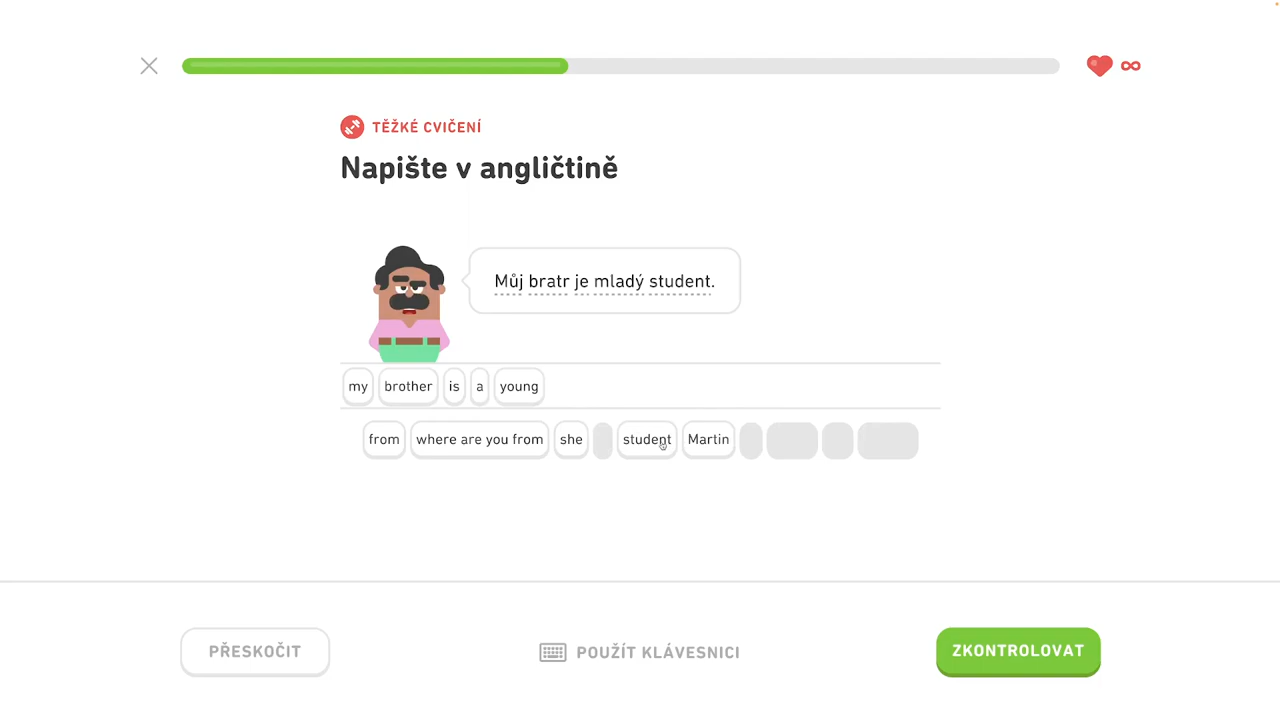 ∞
TĚŽKÉ CVIČENÍ
Napište v angličtině
Můj bratr je mladý student.
my brother is a young
from where are you from she student Martin
PŘESKOČIT POUŽÍT KLÁVESNICI ZKONTROLOVAT